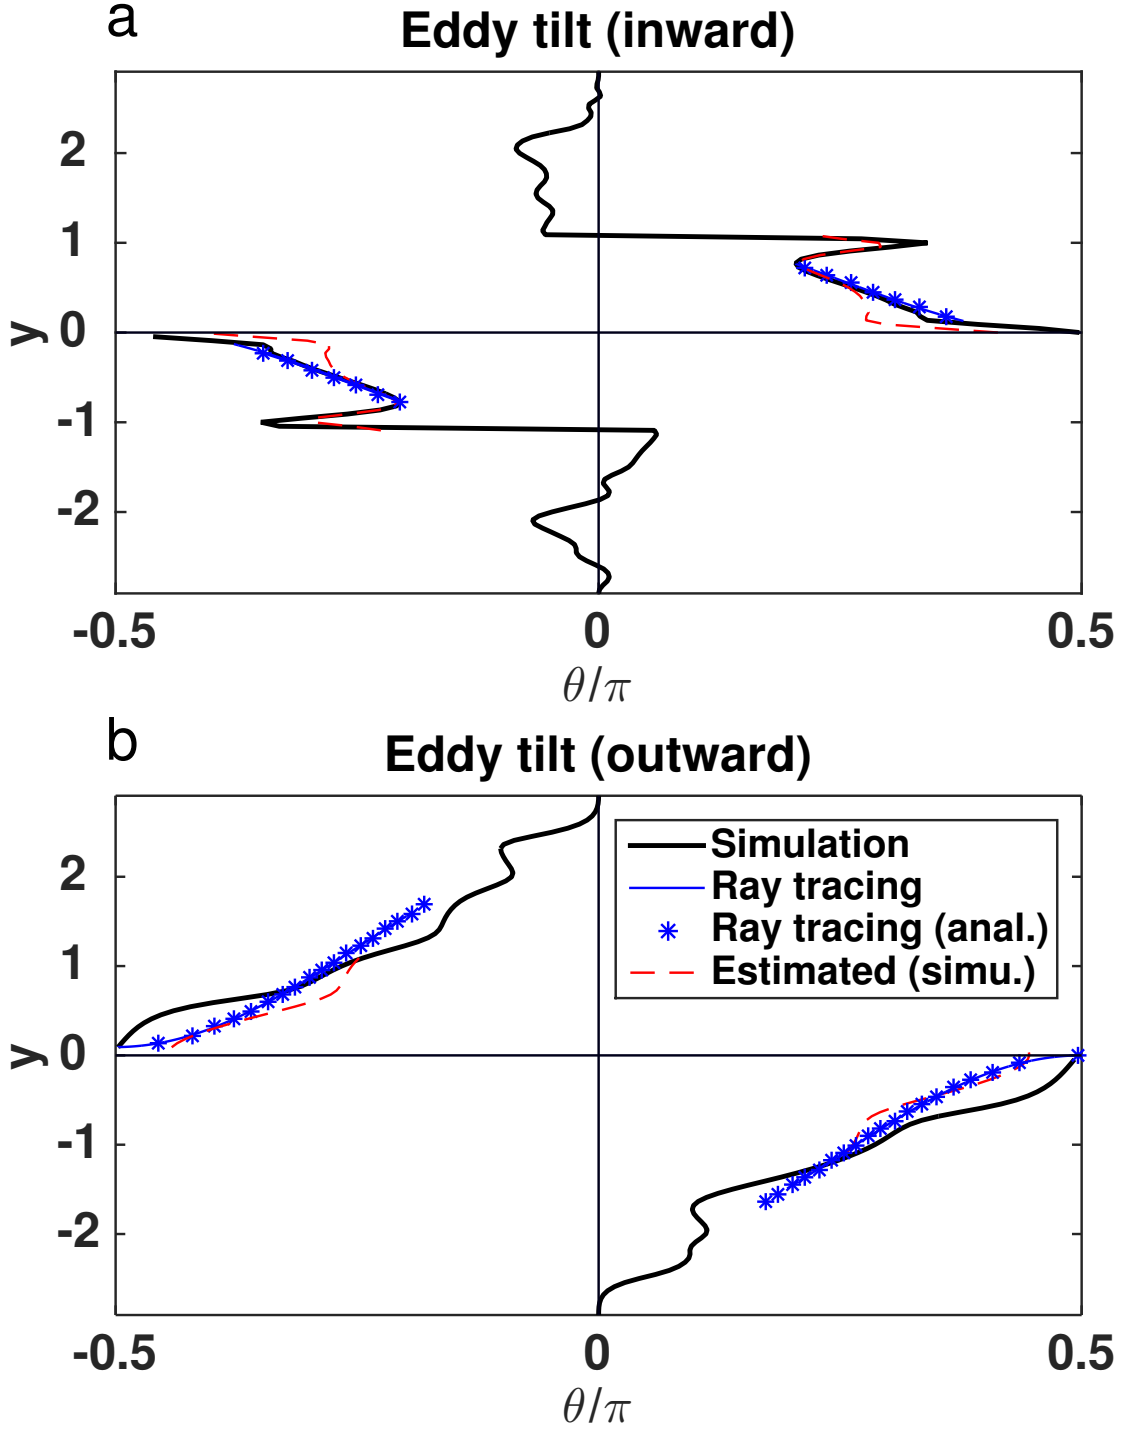 a
Eddy tilt (inward)
2
1
0
-1
-2
y
-0.5 0 0.5
θ/π
b
Eddy tilt (outward)
2
1
0
-1
-2
y
Simulation
Ray tracing
Ray tracing (anal.)
Estimated (simu.)
-0.5 0 0.5
θ/π